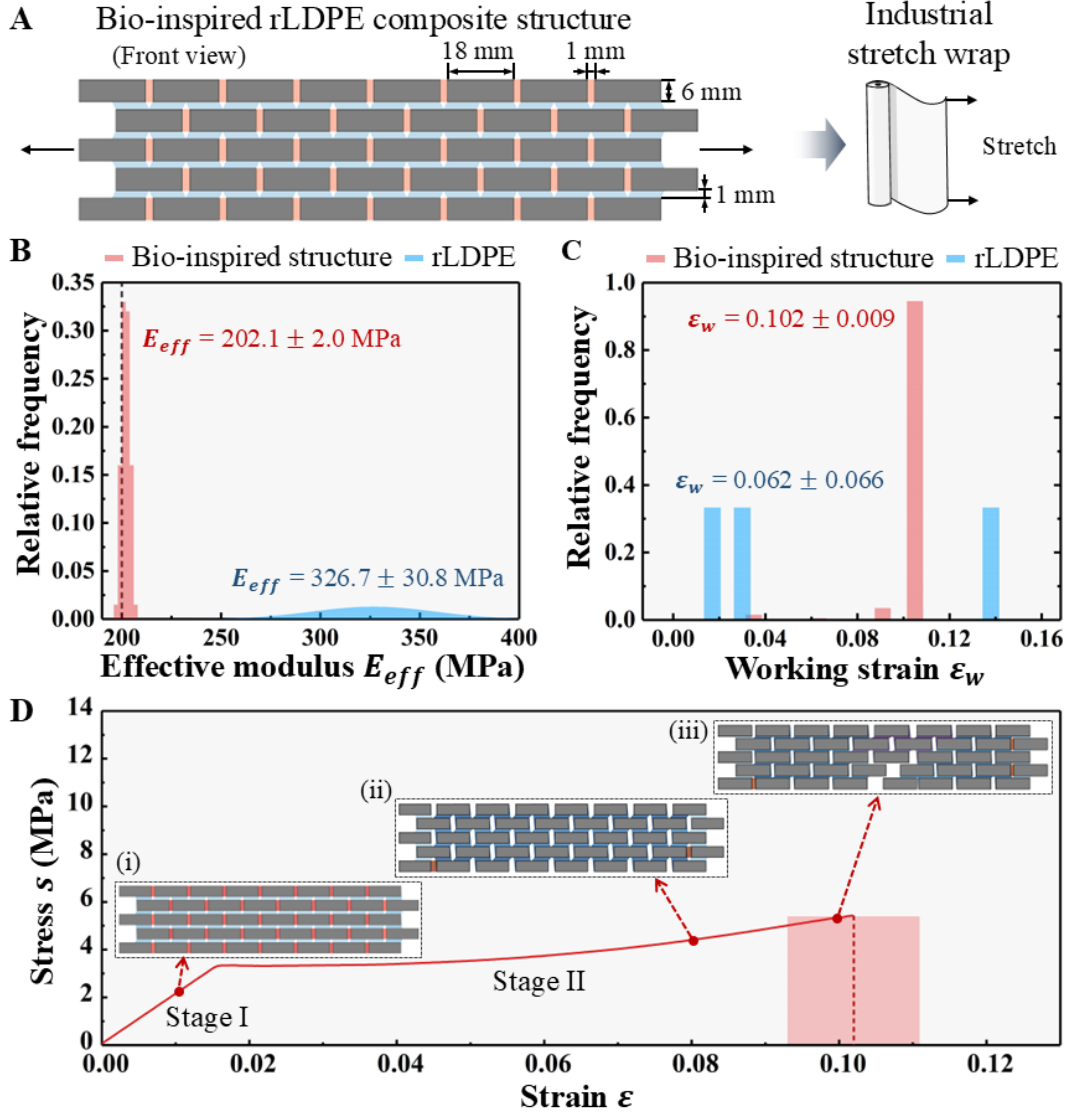 A
Bio-inspired rLDPE composite structure
(Front view)
18 mm
1 mm
6 mm
1 mm
Industrial
stretch wrap
Stretch
B
Bio-inspired structure
rLDPE
0.35
0.30
0.25
0.20
0.15
0.10
0.05
0.00
Relative frequency
E_eff = 202.1 ± 2.0 MPa
E_eff = 326.7 ± 30.8 MPa
200 250 300 350 400
Effective modulus E_eff (MPa)
C
Bio-inspired structure
rLDPE
1.0
0.8
0.6
0.4
0.2
0.0
Relative frequency
ε_w = 0.102 ± 0.009
ε_w = 0.062 ± 0.066
0.00 0.04 0.08 0.12 0.16
Working strain ε_w
D
14
12
10
8
6
4
2
0
Stress s (MPa)
(i)
(ii)
(iii)
Stage I
Stage II
0.00 0.02 0.04 0.06 0.08 0.10 0.12
Strain ε